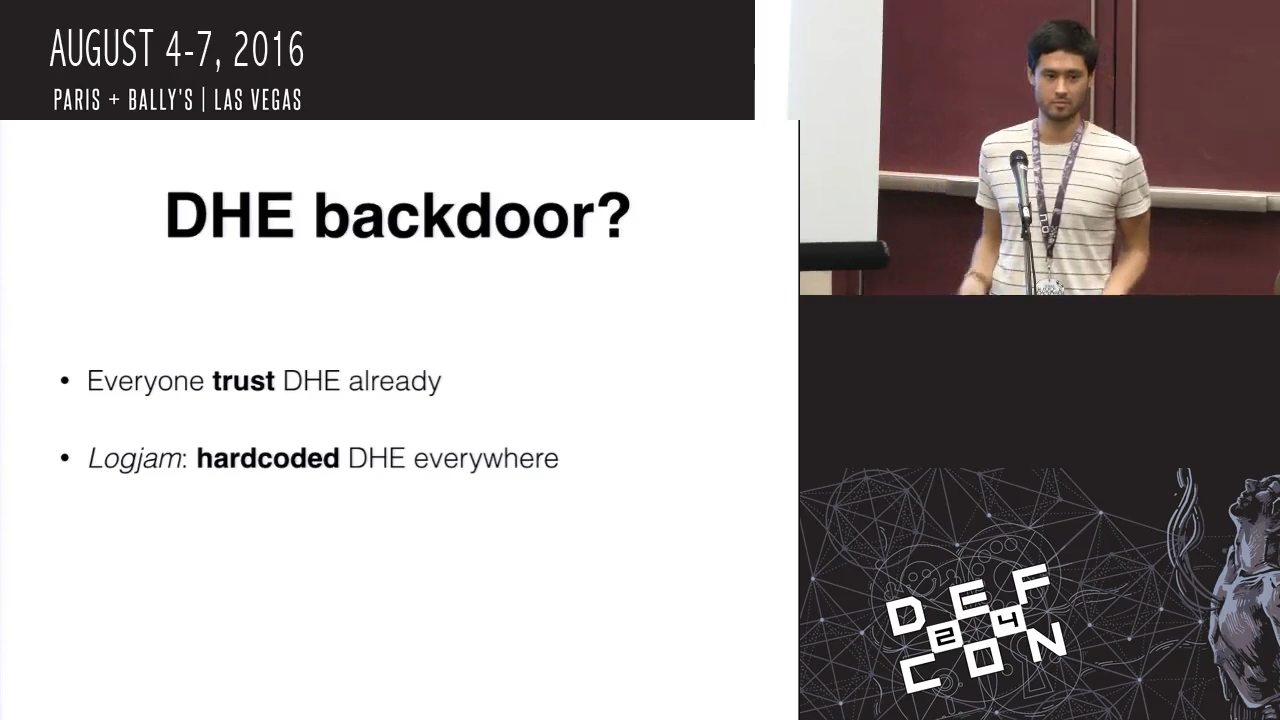 AUGUST 4-7, 2016
PARIS + BALLY'S | LAS VEGAS
DHE backdoor?
• Everyone trust DHE already
• Logjam: hardcoded DHE everywhere
DEF
24
CON